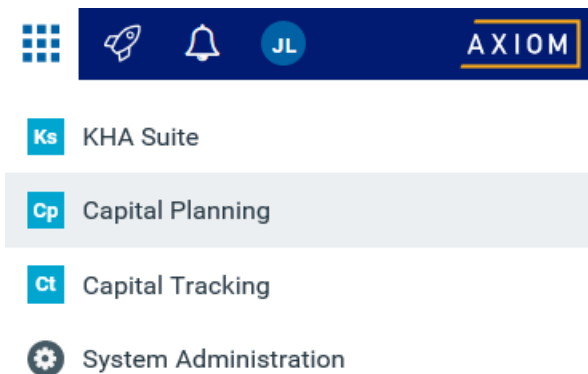 JL AXIOM
Ks KHA Suite
Cp Capital Planning
Ct Capital Tracking
System Administration